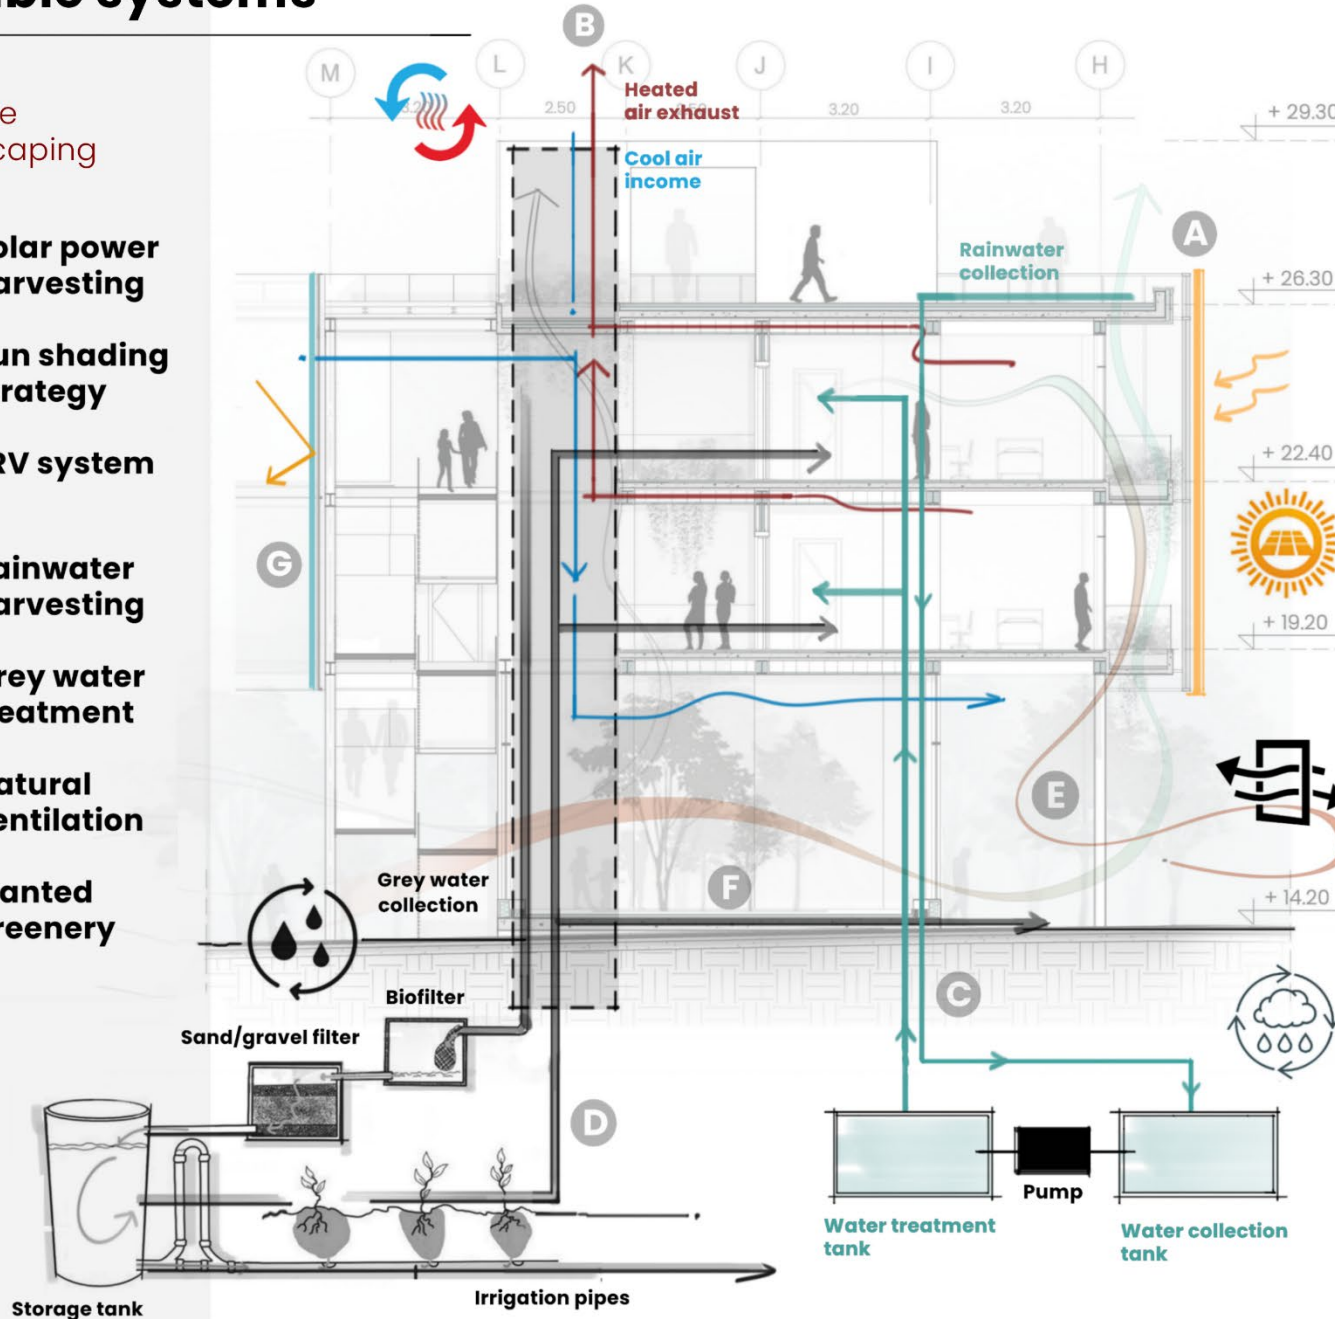 ble systems
e
caping
olar power
arvesting
un shading
rategy
RV system
ainwater
arvesting
rey water
eatment
atural
entilation
anted
reenery
B
M
L
K
J
I
H
3.20
2.50
3.20
3.20
Heated
air exhaust
Cool air
income
+ 29.30
A
Rainwater
collection
+ 26.30
+ 22.40
G
+ 19.20
E
F
+ 14.20
Grey water
collection
C
Biofilter
Sand/gravel filter
D
Pump
Water treatment
tank
Water collection
tank
Irrigation pipes
Storage tank